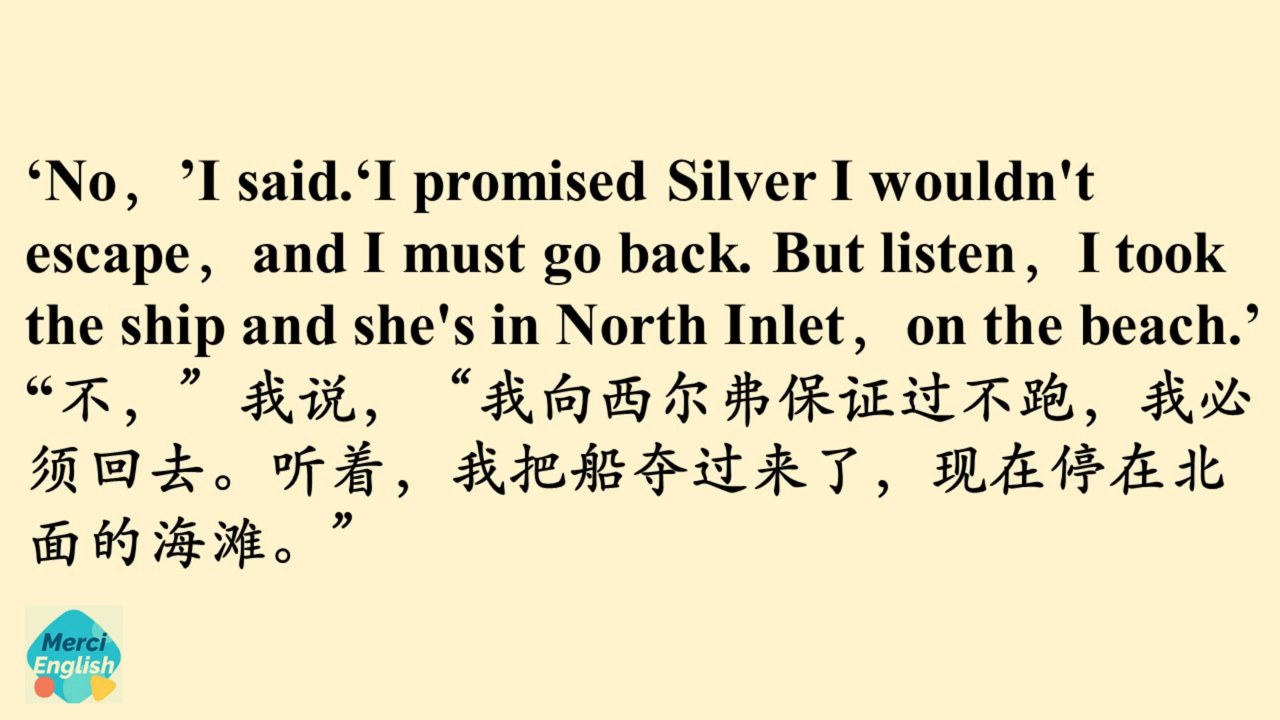 ‘No，’I said.‘I promised Silver I wouldn't
escape，and I must go back. But listen，I took
the ship and she's in North Inlet，on the beach.’
“不，”我说，“我向西尔弗保证过不跑，我必
须回去。听着，我把船夺过来了，现在停在北
面的海滩。”
Merci
English